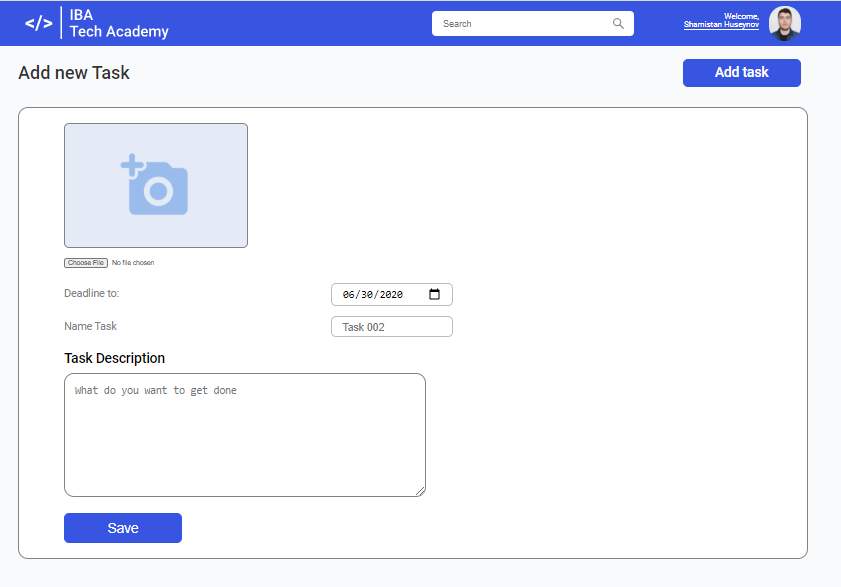 </> IBA
Tech Academy
Search
Welcome,
Shamistan Huseynov
Add new Task
Add task
Choose File No file chosen
Deadline to:
06/30/2020
Name Task
Task 002
Task Description
What do you want to get done
Save